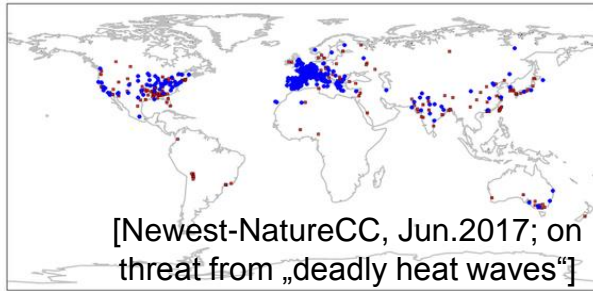 [Newest-NatureCC, Jun.2017; on
threat from „deadly heat waves“]